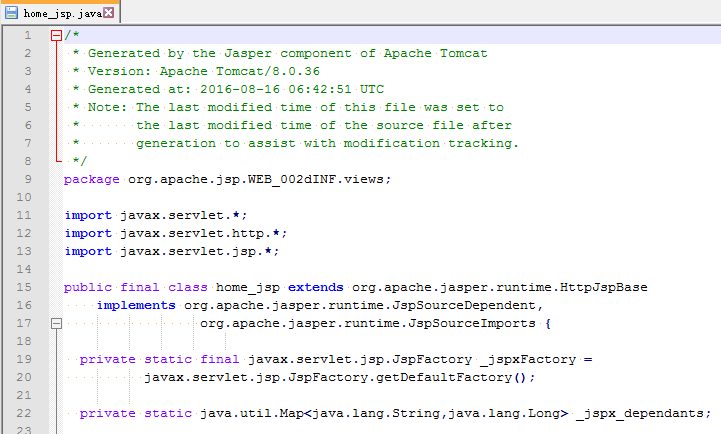 home_jsp.java
1 /*
2  * Generated by the Jasper component of Apache Tomcat
3  * Version: Apache Tomcat/8.0.36
4  * Generated at: 2016-08-16 06:42:51 UTC
5  * Note: The last modified time of this file was set to
6  *       the last modified time of the source file after
7  *       generation to assist with modification tracking.
8  */
9 package org.apache.jsp.WEB_002dINF.views;
10
11 import javax.servlet.*;
12 import javax.servlet.http.*;
13 import javax.servlet.jsp.*;
14
15 public final class home_jsp extends org.apache.jasper.runtime.HttpJspBase
16     implements org.apache.jasper.runtime.JspSourceDependent,
17                  org.apache.jasper.runtime.JspSourceImports {
18
19   private static final javax.servlet.jsp.JspFactory _jspxFactory =
20           javax.servlet.jsp.JspFactory.getDefaultFactory();
21
22   private static java.util.Map<java.lang.String,java.lang.Long> _jspx_dependants;
23